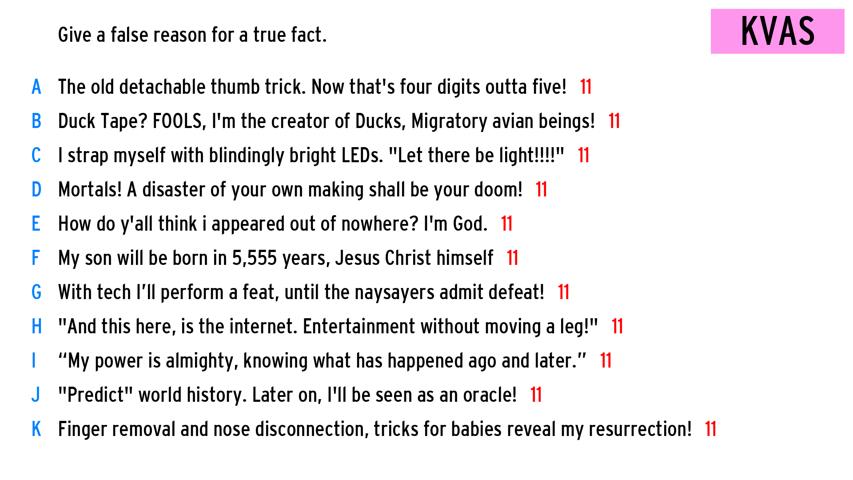 Give a false reason for a true fact.
KVAS
A The old detachable thumb trick. Now that's four digits outta five! 11
B Duck Tape? FOOLS, I'm the creator of Ducks, Migratory avian beings! 11
C I strap myself with blindingly bright LEDs. "Let there be light!!!!" 11
D Mortals! A disaster of your own making shall be your doom! 11
E How do y'all think i appeared out of nowhere? I'm God. 11
F My son will be born in 5,555 years, Jesus Christ himself 11
G With tech I’ll perform a feat, until the naysayers admit defeat! 11
H "And this here, is the internet. Entertainment without moving a leg!" 11
I “My power is almighty, knowing what has happened ago and later.” 11
J "Predict" world history. Later on, I'll be seen as an oracle! 11
K Finger removal and nose disconnection, tricks for babies reveal my resurrection! 11